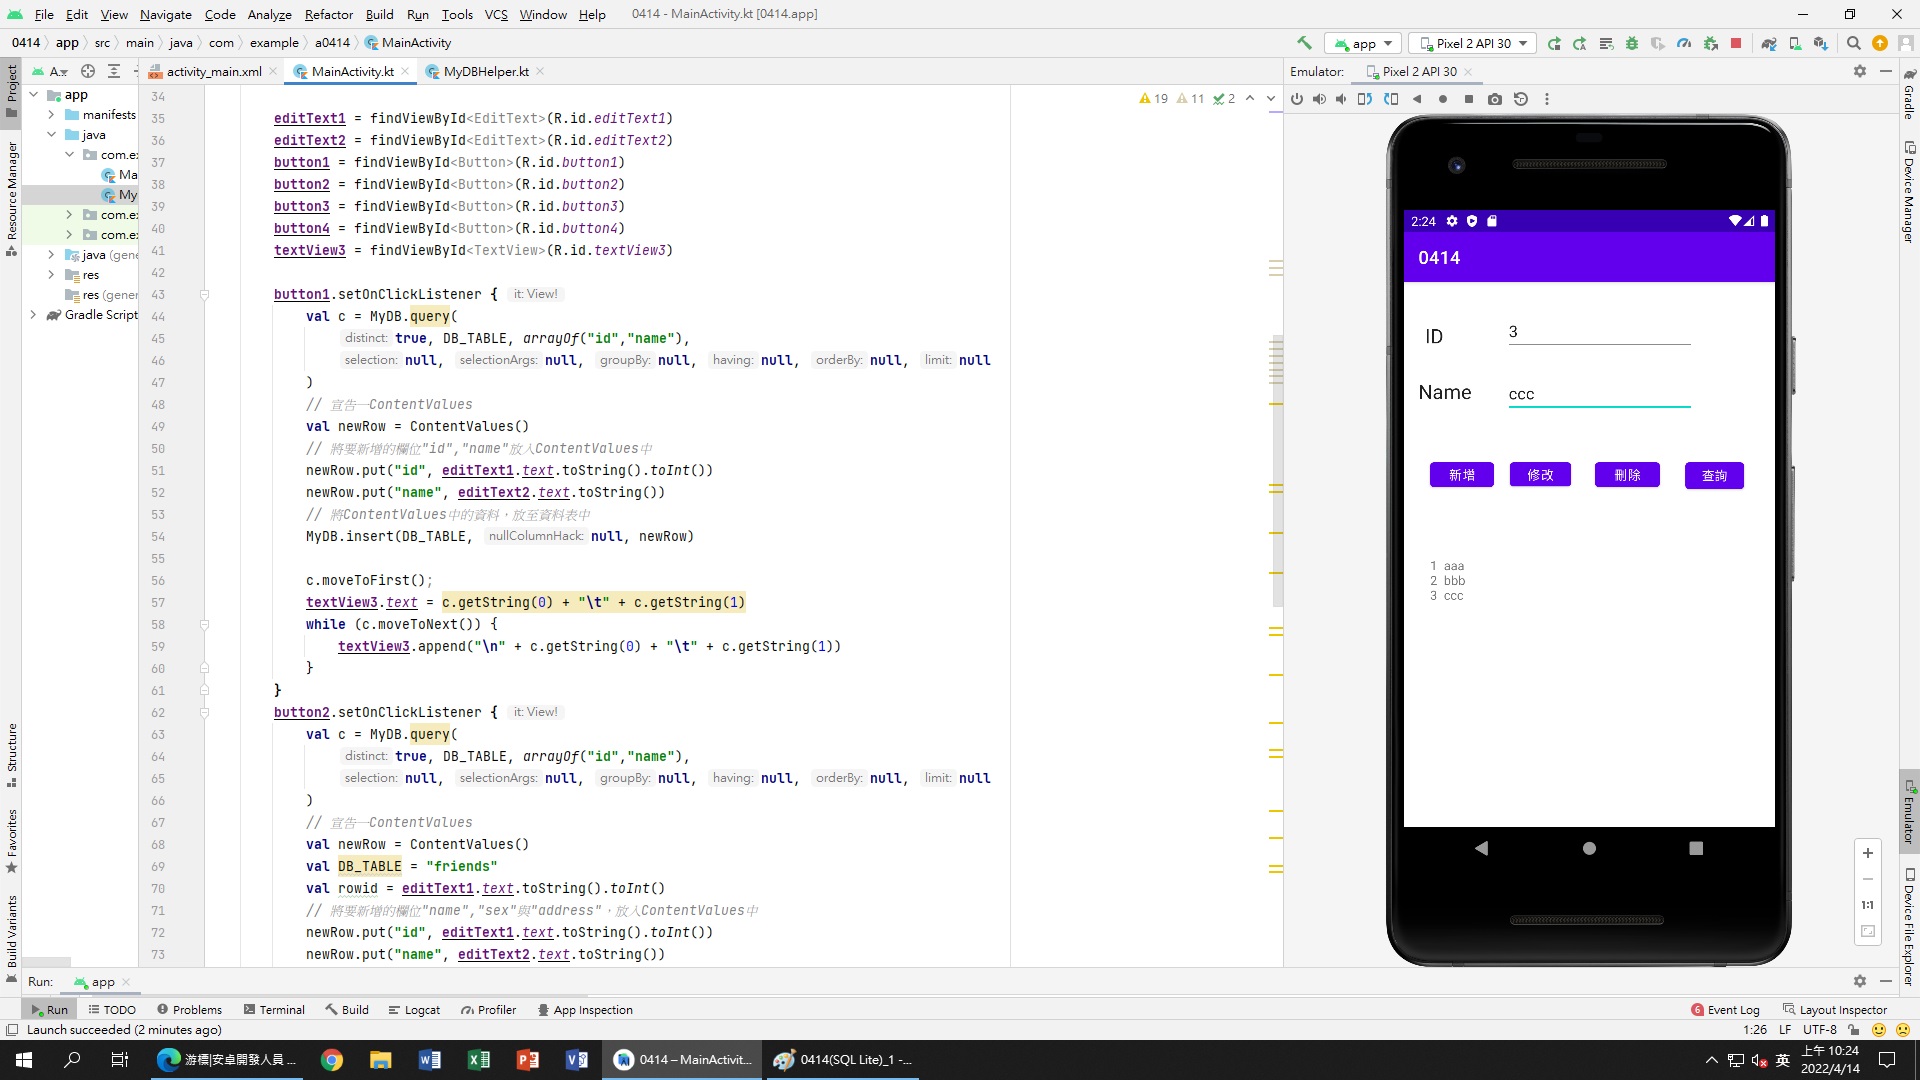 File Edit View Navigate Code Analyze Refactor Build Run Tools VCS Window Help 0414 - MainActivity.kt [0414.app]
0414 app src main java com example a0414 MainActivity
app Pixel 2 API 30
Project A... activity_main.xml MainActivity.kt MyDBHelper.kt
Emulator: Pixel 2 API 30
19 11 2
app
manifests
java
com.ex
Ma
My
com.ex
com.ex
java (gene
res
res (gener
Gradle Script
Resource Manager
Structure
Favorites
Build Variants
34
35 editText1 = findViewById<EditText>(R.id.editText1)
36 editText2 = findViewById<EditText>(R.id.editText2)
37 button1 = findViewById<Button>(R.id.button1)
38 button2 = findViewById<Button>(R.id.button2)
39 button3 = findViewById<Button>(R.id.button3)
40 button4 = findViewById<Button>(R.id.button4)
41 textView3 = findViewById<TextView>(R.id.textView3)
42
43 button1.setOnClickListener { it: View!
44 val c = MyDB.query(
45 distinct: true, DB_TABLE, arrayOf("id","name"),
46 selection: null, selectionArgs: null, groupBy: null, having: null, orderBy: null, limit: null
47 )
48 // 宣告一ContentValues
49 val newRow = ContentValues()
50 // 將要新增的欄位"id","name"放入ContentValues中
51 newRow.put("id", editText1.text.toString().toInt())
52 newRow.put("name", editText2.text.toString())
53 // 將ContentValues中的資料，放至資料表中
54 MyDB.insert(DB_TABLE, nullColumnHack: null, newRow)
55
56 c.moveToFirst();
57 textView3.text = c.getString(0) + "\t" + c.getString(1)
58 while (c.moveToNext()) {
59 textView3.append("\n" + c.getString(0) + "\t" + c.getString(1))
60 }
61 }
62 button2.setOnClickListener { it: View!
63 val c = MyDB.query(
64 distinct: true, DB_TABLE, arrayOf("id","name"),
65 selection: null, selectionArgs: null, groupBy: null, having: null, orderBy: null, limit: null
66 )
67 // 宣告一ContentValues
68 val newRow = ContentValues()
69 val DB_TABLE = "friends"
70 val rowid = editText1.text.toString().toInt()
71 // 將要新增的欄位"name","sex"與"address"，放入ContentValues中
72 newRow.put("id", editText1.text.toString().toInt())
73 newRow.put("name", editText2.text.toString())
2:24
0414
ID 3
Name ccc
新增 修改 刪除 查詢
1 aaa
2 bbb
3 ccc
1:1
Gradle
Device Manager
Emulator
Device File Explorer
Run: app
Run TODO Problems Terminal Build Logcat Profiler App Inspection 6 Event Log Layout Inspector
Launch succeeded (2 minutes ago) 1:26 LF UTF-8
游標|安卓開發人員 ... 0414 – MainActivit... 0414(SQL Lite)_1 -... 英 上午 10:24
2022/4/14